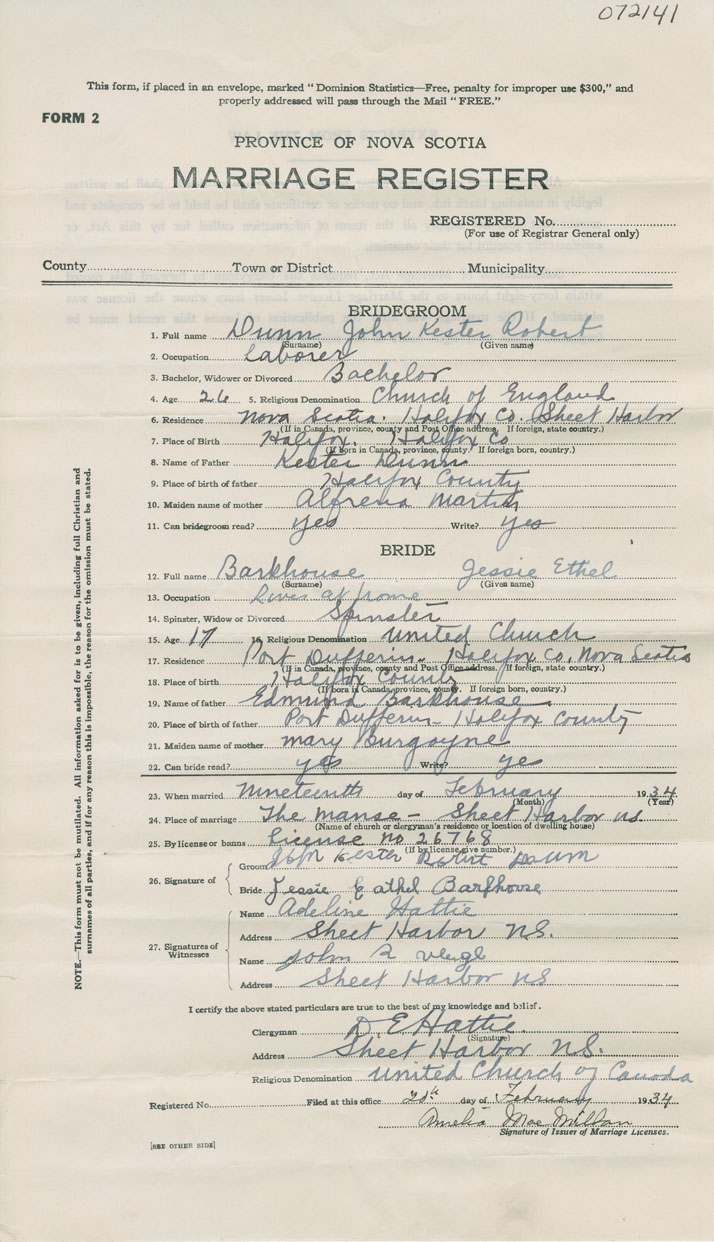 072141
This form, if placed in an envelope, marked "Dominion Statistics—Free, penalty for improper use $300," and
properly addressed will pass through the Mail "FREE."
FORM 2
PROVINCE OF NOVA SCOTIA
MARRIAGE REGISTER
REGISTERED No.
(For use of Registrar General only)
County Town or District Municipality
BRIDEGROOM
1. Full name Dunn John Kester Robert
(Surname) (Given name)
2. Occupation Laborer
3. Bachelor, Widower or Divorced Bachelor
4. Age 26 5. Religious Denomination Church of England
6. Residence Nova Scotia. Halifax Co. Sheet Harbor
(If in Canada, province, county and Post Office address. If foreign, state country.)
7. Place of Birth Halifax, Halifax Co
(If born in Canada, province, county. If foreign born, country.)
8. Name of Father Kester Dunn
9. Place of birth of father Halifax County
10. Maiden name of mother Alfrena Martin
11. Can bridegroom read? yes Write? yes
BRIDE
12. Full name Barkhouse Jessie Ethel
(Surname) (Given name)
13. Occupation Lives at home
14. Spinster, Widow or Divorced Spinster
15. Age 17 16. Religious Denomination United Church
17. Residence Port Dufferin. Halifax Co, Nova Scotia
(If in Canada, province, county and Post Office address. If foreign, state country.)
18. Place of birth Halifax County
(If born in Canada, province, county. If foreign born, country.)
19. Name of father Edmund Barkhouse
20. Place of birth of father Port Dufferin - Halifax County
21. Maiden name of mother Mary Burgoyne
22. Can bride read? yes Write? yes
23. When married Nineteenth day of February 1934
(Month) (Year)
24. Place of marriage The Manse - Sheet Harbor NS
(Name of church or clergyman's residence or location of dwelling house)
25. By license or banns License No 26768
(If by license give number.)
26. Signature of
Groom John Kester Robert Dunn
Bride Jessie Eathel Barkhouse
27. Signatures of Witnesses
Name Adeline Hattie
Address Sheet Harbor N.S.
Name John
Address Sheet Harbor NS
I certify the above stated particulars are true to the best of my knowledge and belief.
Clergyman D. E Hattie.
(Signature)
Address Sheet Harbor N.S.
Religious Denomination United Church of Canada
Registered No. Filed at this office day of February 1934
Amelia MacMillan
Signature of Issuer of Marriage Licenses.
[SEE OTHER SIDE]
NOTE.—This form must not be mutilated. All information asked for is to be given, including full Christian and
surnames of all parties, and if for any reason this is impossible, the reason for the omission must be stated.